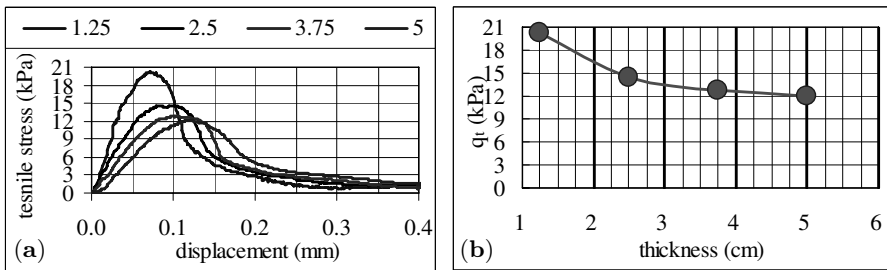 1.25 2.5 3.75 5
tesnile stress (kPa)
21
18
15
12
9
6
3
0
0.0 0.1 0.2 0.3 0.4
displacement (mm)
(a)
qt (kPa)
21
18
15
12
9
6
3
0
1 2 3 4 5 6
thickness (cm)
(b)